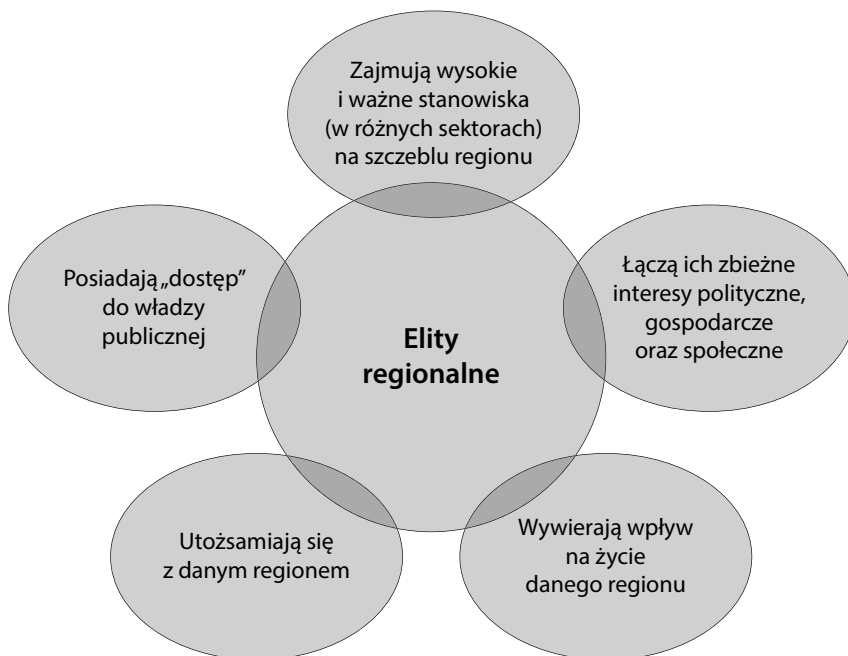 Zajmują wysokie
i ważne stanowiska
(w różnych sektorach)
na szczeblu regionu
Posiadają „dostęp”
do władzy
publicznej
Łączą ich zbieżne
interesy polityczne,
gospodarcze
oraz społeczne
Elity
regionalne
Utożsamiają się
z danym regionem
Wywierają wpływ
na życie
danego regionu